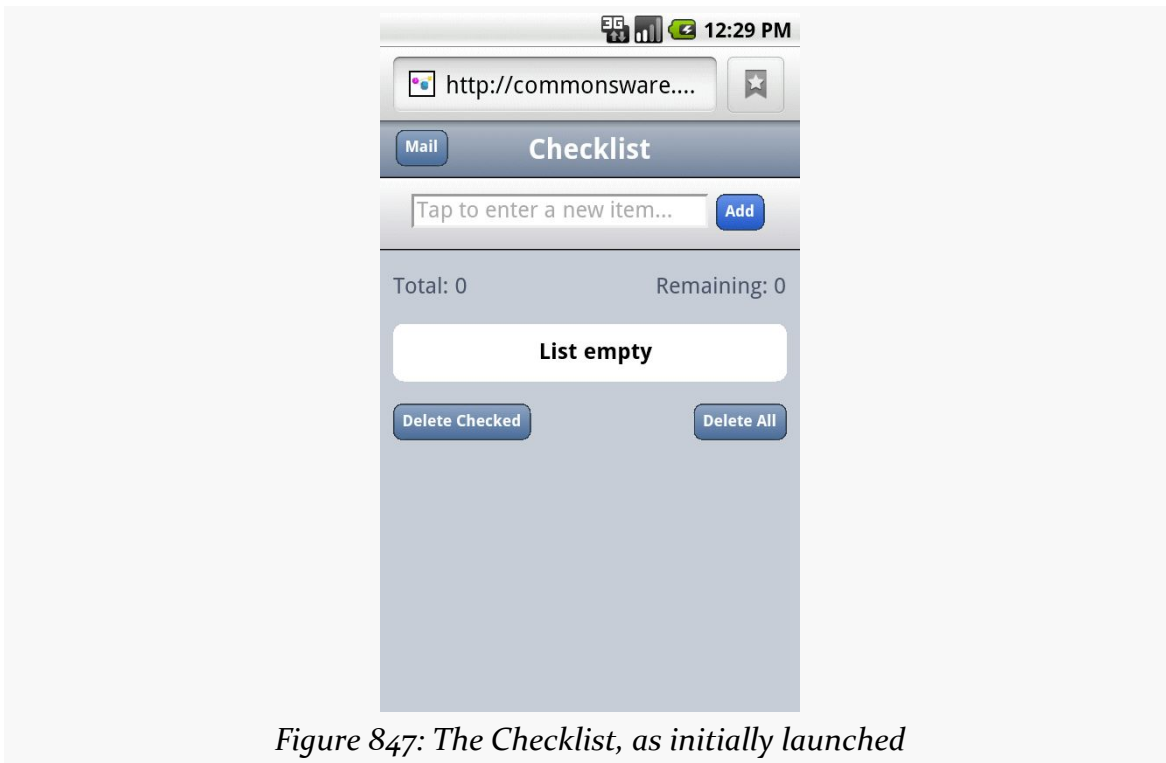 3G 12:29 PM
http://commonsware....
Mail Checklist
Tap to enter a new item... Add
Total: 0 Remaining: 0
List empty
Delete Checked Delete All
Figure 847: The Checklist, as initially launched